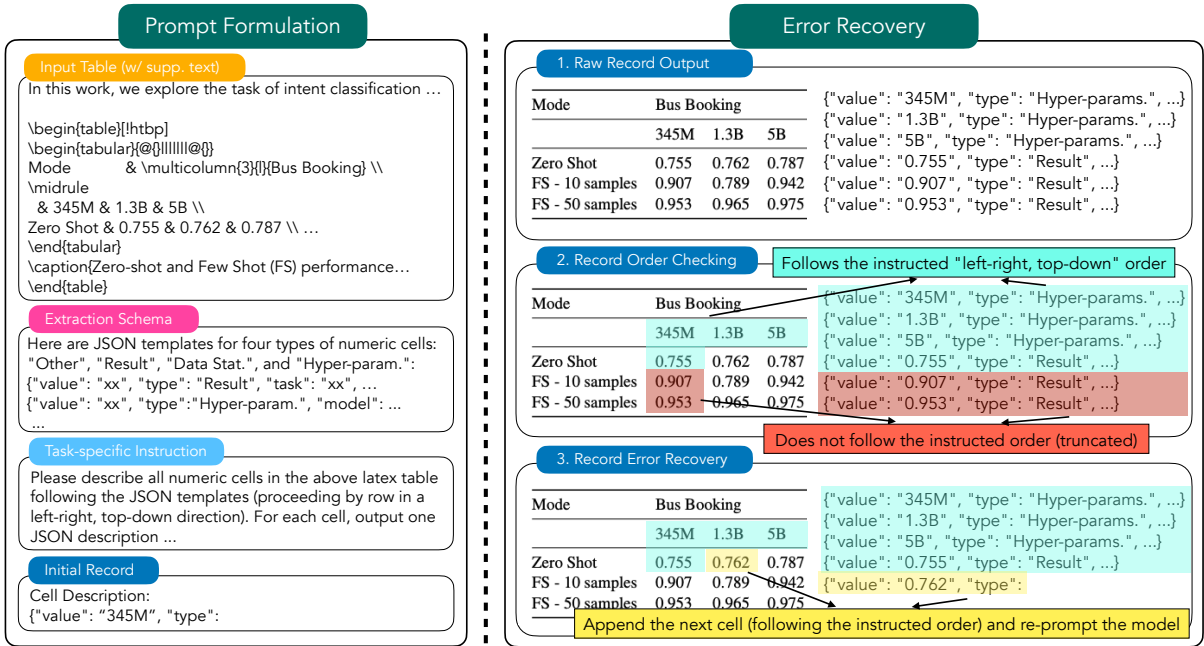 Prompt Formulation
Input Table (w/ supp. text)
In this work, we explore the task of intent classification ...
\begin{table}[!htbp]
\begin{tabular}{@{}lllllll@{}}
Mode & \multicolumn{3}{l}{Bus Booking} \\
\midrule
& 345M & 1.3B & 5B \\
Zero Shot & 0.755 & 0.762 & 0.787 \\ ...
\end{tabular}
\caption{Zero-shot and Few Shot (FS) performance...
\end{table}
Extraction Schema
Here are JSON templates for four types of numeric cells:
"Other", "Result", "Data Stat.", and "Hyper-param.":
{"value": "xx", "type": "Result", "task": "xx", ...
{"value": "xx", "type":"Hyper-param.", "model": ...
...
Task-specific Instruction
Please describe all numeric cells in the above latex table
following the JSON templates (proceeding by row in a
left-right, top-down direction). For each cell, output one
JSON description ...
Initial Record
Cell Description:
{"value": “345M”, "type":
Error Recovery
1. Raw Record Output
Mode Bus Booking
345M 1.3B 5B
Zero Shot 0.755 0.762 0.787
FS - 10 samples 0.907 0.789 0.942
FS - 50 samples 0.953 0.965 0.975
{"value": "345M", "type": "Hyper-params.", ...}
{"value": "1.3B", "type": "Hyper-params.", ...}
{"value": "5B", "type": "Hyper-params.", ...}
{"value": "0.755", "type": "Result", ...}
{"value": "0.907", "type": "Result", ...}
{"value": "0.953", "type": "Result", ...}
2. Record Order Checking
Follows the instructed "left-right, top-down" order
Mode Bus Booking
345M 1.3B 5B
Zero Shot 0.755 0.762 0.787
FS - 10 samples 0.907 0.789 0.942
FS - 50 samples 0.953 0.965 0.975
{"value": "345M", "type": "Hyper-params.", ...}
{"value": "1.3B", "type": "Hyper-params.", ...}
{"value": "5B", "type": "Hyper-params.", ...}
{"value": "0.755", "type": "Result", ...}
{"value": "0.907", "type": "Result", ...}
{"value": "0.953", "type": "Result", ...}
Does not follow the instructed order (truncated)
3. Record Error Recovery
Mode Bus Booking
345M 1.3B 5B
Zero Shot 0.755 0.762 0.787
FS - 10 samples 0.907 0.789 0.942
FS - 50 samples 0.953 0.965 0.975
{"value": "345M", "type": "Hyper-params.", ...}
{"value": "1.3B", "type": "Hyper-params.", ...}
{"value": "5B", "type": "Hyper-params.", ...}
{"value": "0.755", "type": "Result", ...}
{"value": "0.762", "type":
Append the next cell (following the instructed order) and re-prompt the model